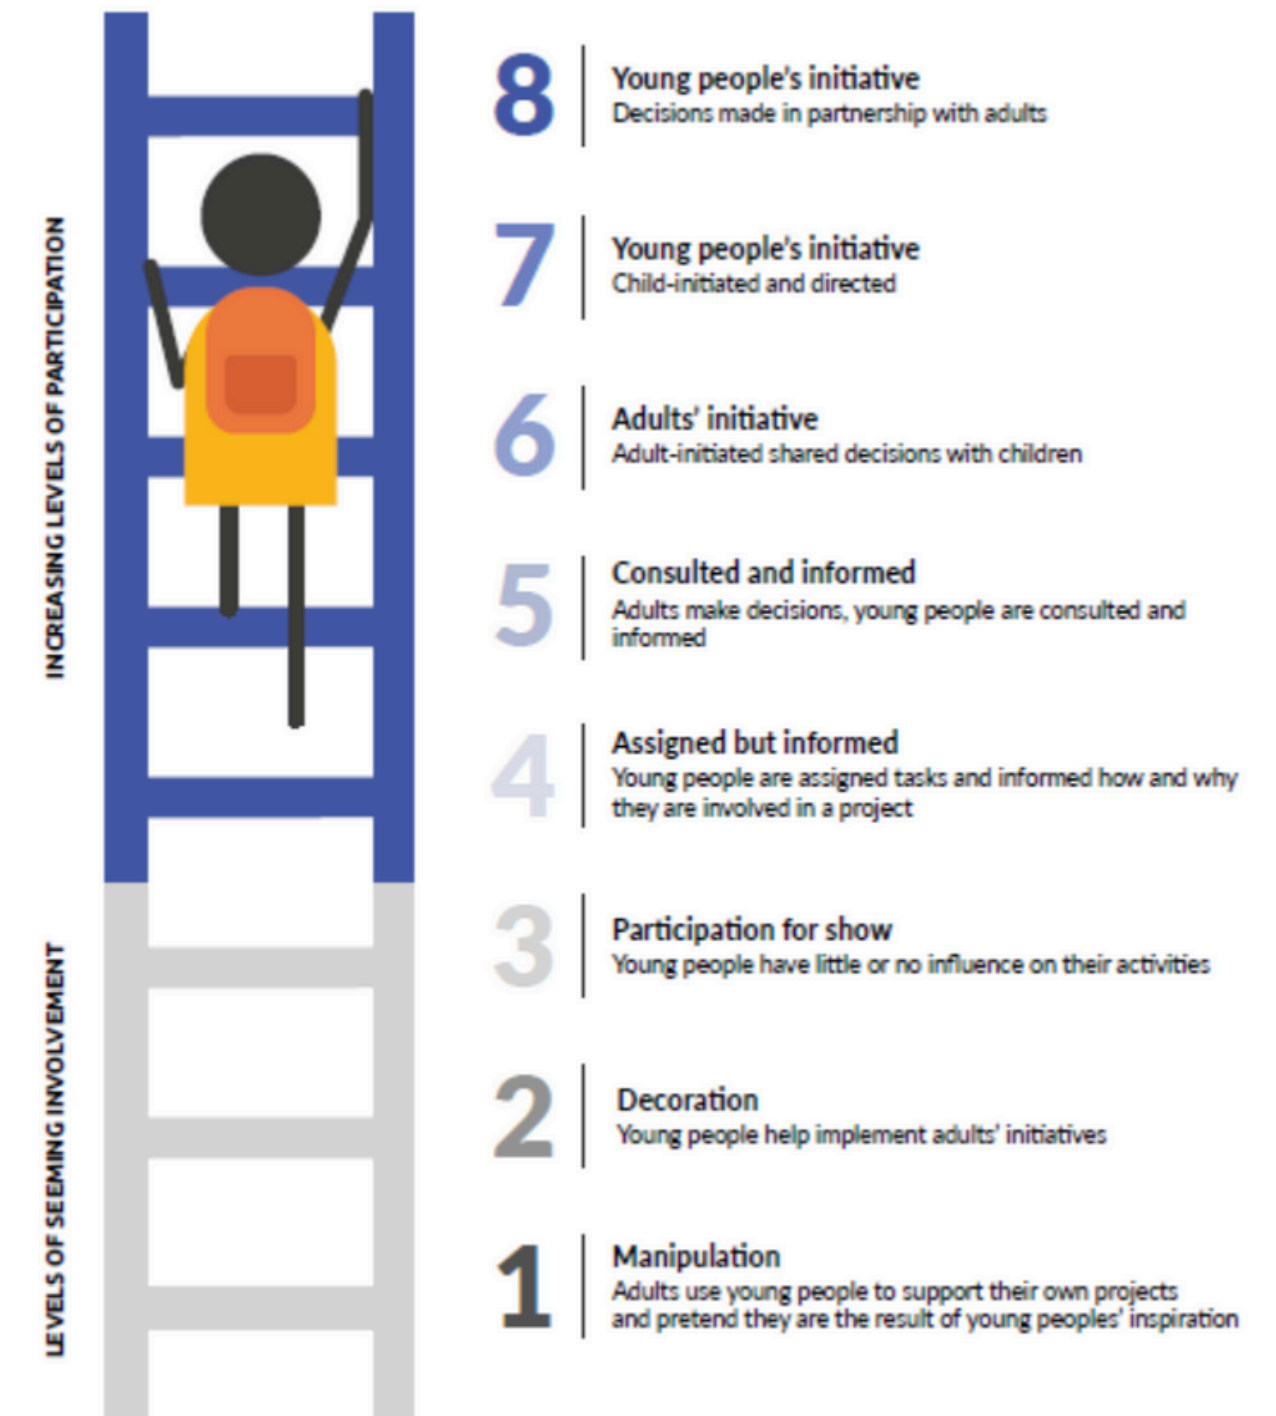 INCREASING LEVELS OF PARTICIPATION
LEVELS OF SEEMING INVOLVEMENT
8
Young people's initiative
Decisions made in partnership with adults
7
Young people's initiative
Child-initiated and directed
6
Adults' initiative
Adult-initiated shared decisions with children
5
Consulted and informed
Adults make decisions, young people are consulted and
informed
4
Assigned but informed
Young people are assigned tasks and informed how and why
they are involved in a project
3
Participation for show
Young people have little or no influence on their activities
2
Decoration
Young people help implement adults' initiatives
1
Manipulation
Adults use young people to support their own projects
and pretend they are the result of young peoples' inspiration